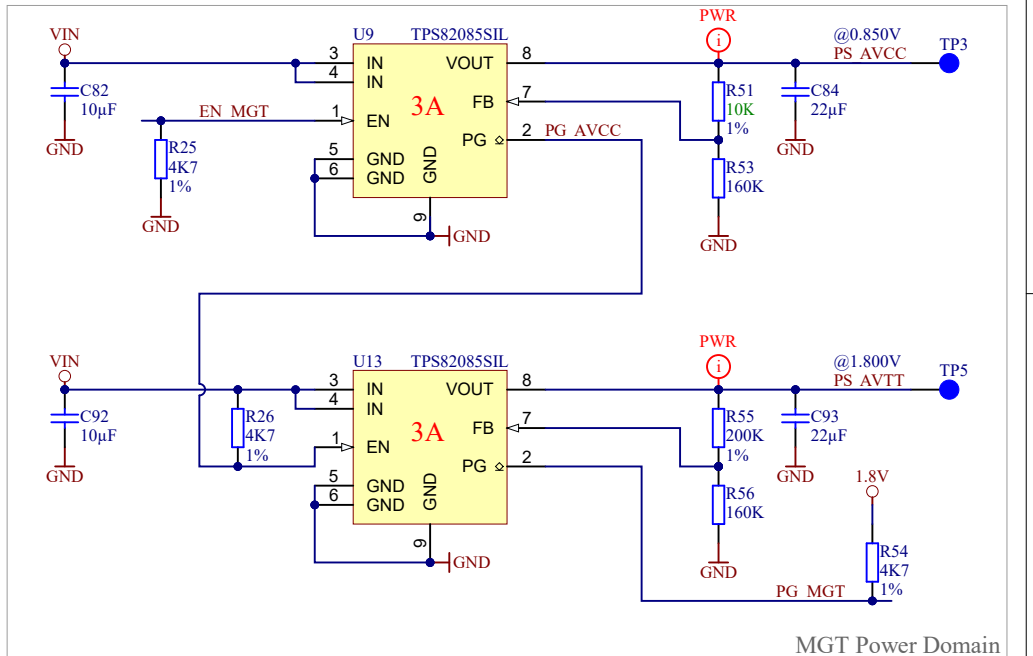 PWR
VIN
U9 TPS82085SIL
@0.850V
PS_AVCC
TP3
3 IN
4 IN
VOUT 8
C82
10µF
R51
10K
1%
C84
22µF
3A
FB 7
EN_MGT
1 EN
PG 2
PG_AVCC
GND
R25
4K7
1%
5 GND
6 GND
GND
GND
R53
160K
9
GND
GND
GND
PWR
VIN
U13 TPS82085SIL
@1.800V
PS_AVTT
TP5
3 IN
4 IN
VOUT 8
C92
10µF
R26
4K7
1%
R55
200K
1%
C93
22µF
3A
FB 7
1 EN
PG 2
GND
5 GND
6 GND
GND
GND
R56
160K
1.8V
9
GND
GND
R54
4K7
1%
PG_MGT
MGT Power Domain